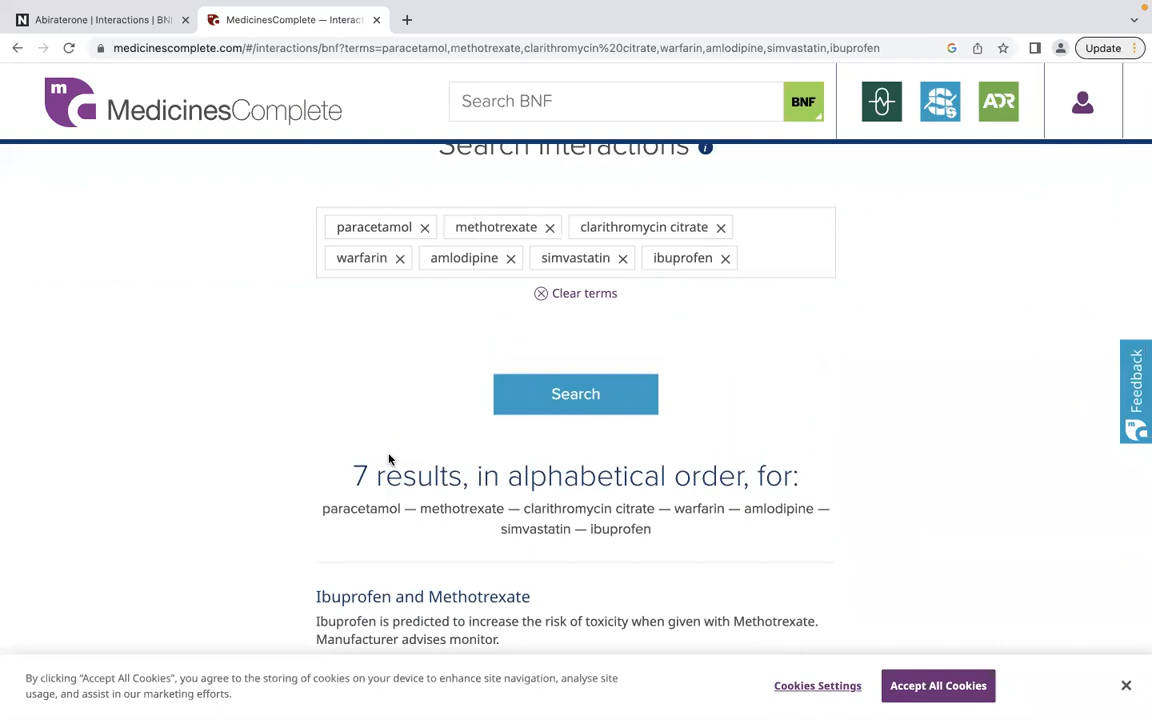 Abiraterone | Interactions | BNF
MedicinesComplete — Interact
medicinescomplete.com/#/interactions/bnf?terms=paracetamol,methotrexate,clarithromycin%20citrate,warfarin,amlodipine,simvastatin,ibuprofen
Update
MedicinesComplete
Search BNF
BNF
ADR
Search Interactions
paracetamol
methotrexate
clarithromycin citrate
warfarin
amlodipine
simvastatin
ibuprofen
Clear terms
Search
Feedback
7 results, in alphabetical order, for:
paracetamol — methotrexate — clarithromycin citrate — warfarin — amlodipine —
simvastatin — ibuprofen
Ibuprofen and Methotrexate
Ibuprofen is predicted to increase the risk of toxicity when given with Methotrexate.
Manufacturer advises monitor.
By clicking “Accept All Cookies”, you agree to the storing of cookies on your device to enhance site navigation, analyse site
usage, and assist in our marketing efforts.
Cookies Settings
Accept All Cookies